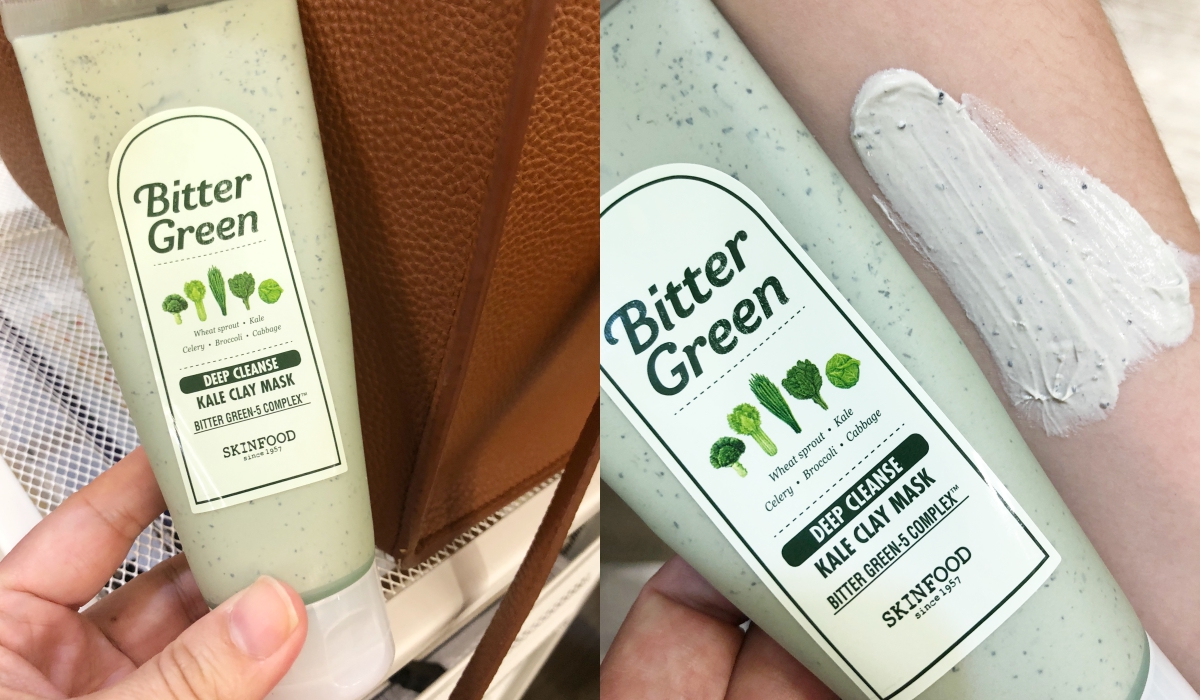 Bitter
Green
Wheat sprout • Kale
Celery • Broccoli • Cabbage
DEEP CLEANSE
KALE CLAY MASK
BITTER GREEN-5 COMPLEX™
SKINFOOD
since 1957
Bitter
Green
Wheat sprout • Kale
Celery • Broccoli • Cabbage
DEEP CLEANSE
KALE CLAY MASK
BITTER GREEN-5 COMPLEX™
SKINFOOD
since 1957